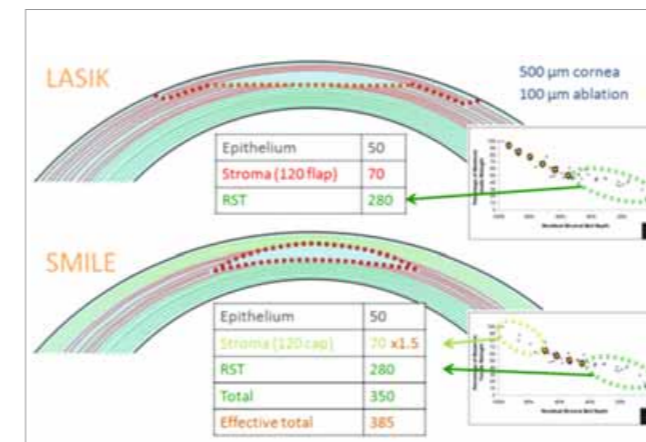 LASIK
500 µm cornea
100 µm ablation
Epithelium 50
Stroma (120 flap) 70
RST 280
SMILE
Epithelium 50
Stroma (120 cap) 70 x1.5
RST 280
Total 350
Effective total 385